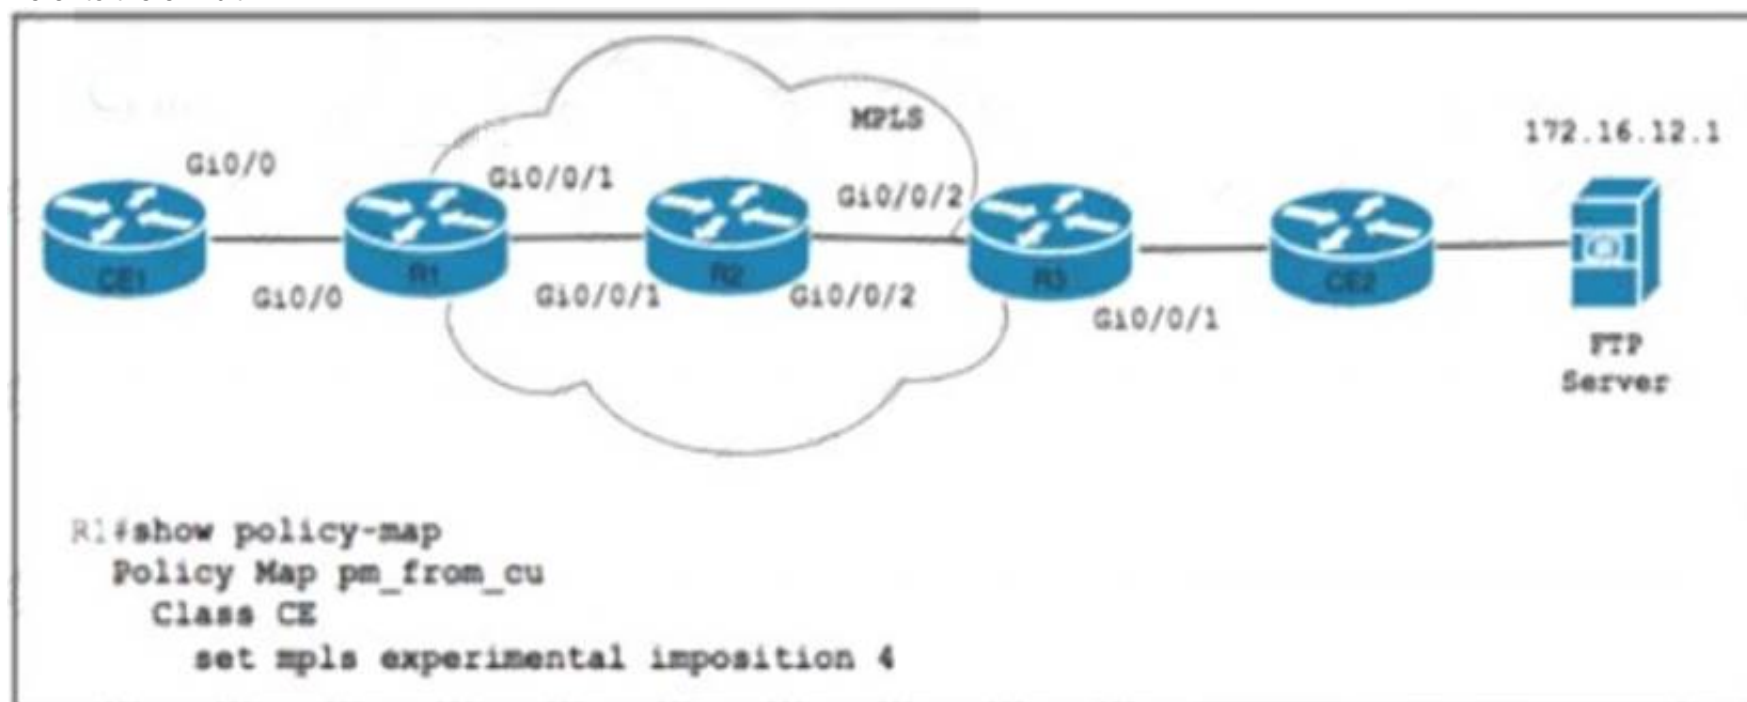 MPLS
172.16.12.1
Gi0/0
Gi0/0/1
Gi0/0/2
CE1
R1
R2
R3
CE2
Gi0/0
Gi0/0/1
Gi0/0/2
Gi0/0/1
FTP
Server
R1#show policy-map
Policy Map pm_from_cu
Class CE
set mpls experimental imposition 4